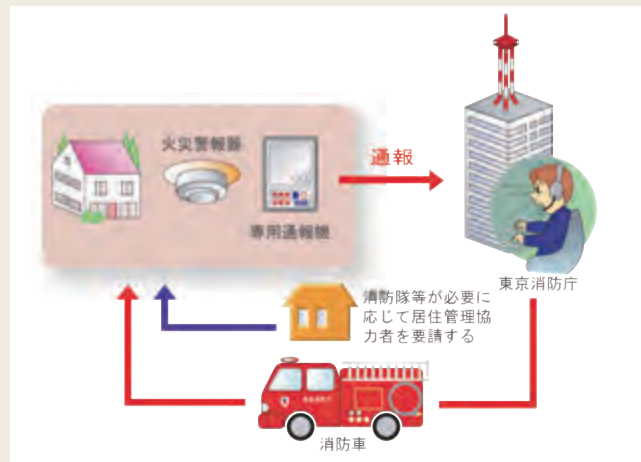 火災警報器
専用通報機
通報
東京消防庁
消防隊等が必要に
応じて居住管理協
力者を要請する
消防車